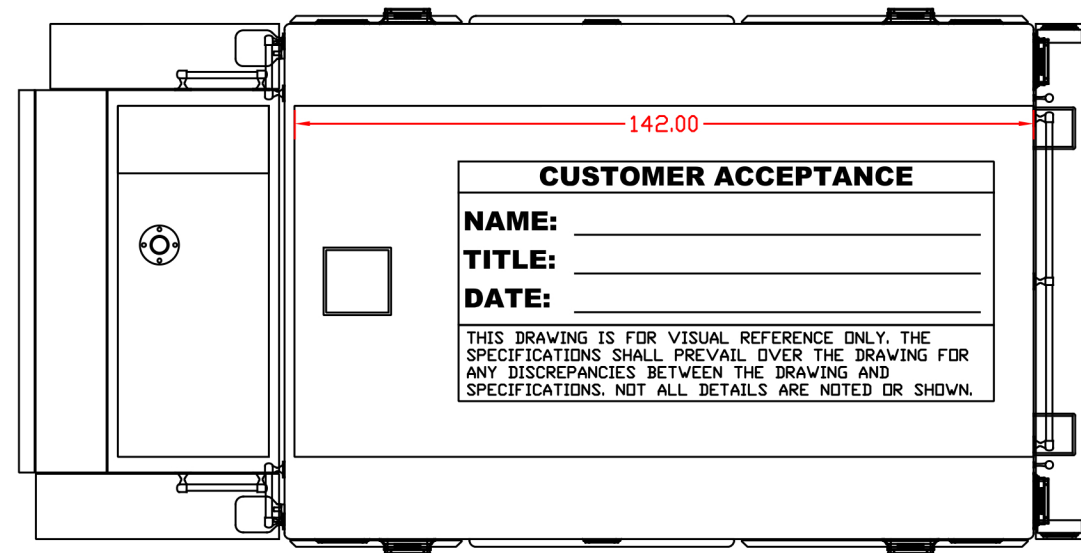 142.00
CUSTOMER ACCEPTANCE
NAME:
TITLE:
DATE:
THIS DRAWING IS FOR VISUAL REFERENCE ONLY. THE
SPECIFICATIONS SHALL PREVAIL OVER THE DRAWING FOR
ANY DISCREPANCIES BETWEEN THE DRAWING AND
SPECIFICATIONS. NOT ALL DETAILS ARE NOTED OR SHOWN.